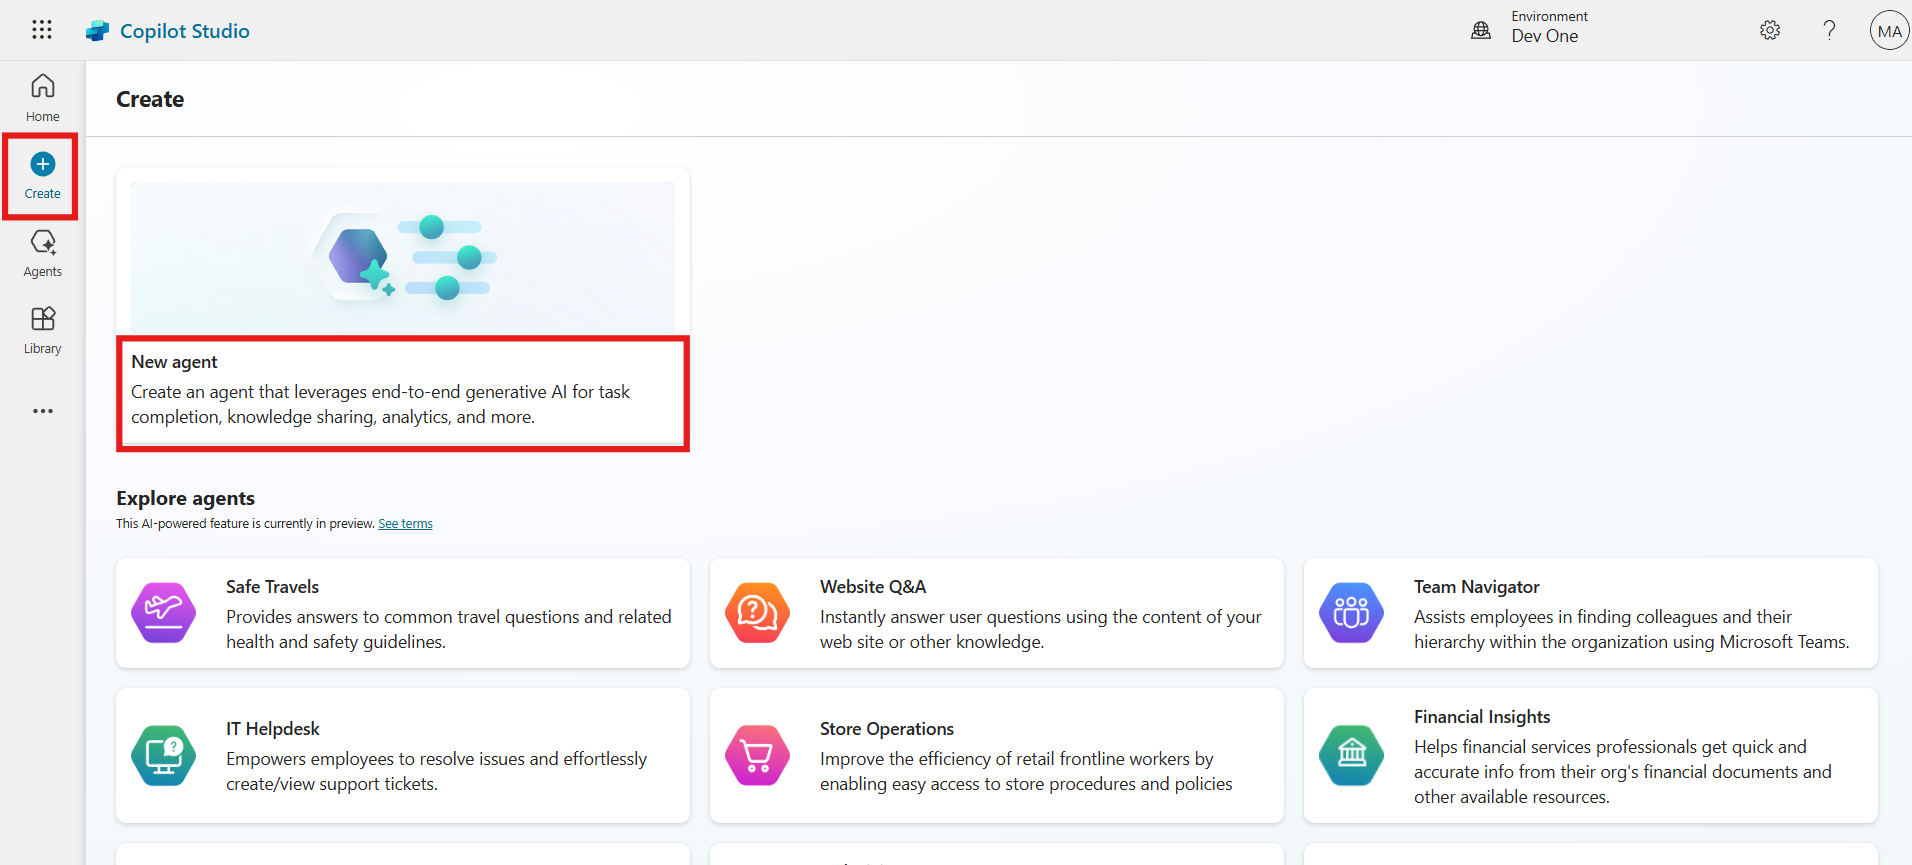 Copilot Studio
Environment
Dev One
?
MA
Home
Create
Agents
Library
Create
New agent
Create an agent that leverages end-to-end generative AI for task
completion, knowledge sharing, analytics, and more.
Explore agents
This AI-powered feature is currently in preview. See terms
Safe Travels
Provides answers to common travel questions and related
health and safety guidelines.
Website Q&A
Instantly answer user questions using the content of your
web site or other knowledge.
Team Navigator
Assists employees in finding colleagues and their
hierarchy within the organization using Microsoft Teams.
IT Helpdesk
Empowers employees to resolve issues and effortlessly
create/view support tickets.
Store Operations
Improve the efficiency of retail frontline workers by
enabling easy access to store procedures and policies
Financial Insights
Helps financial services professionals get quick and
accurate info from their org's financial documents and
other available resources.